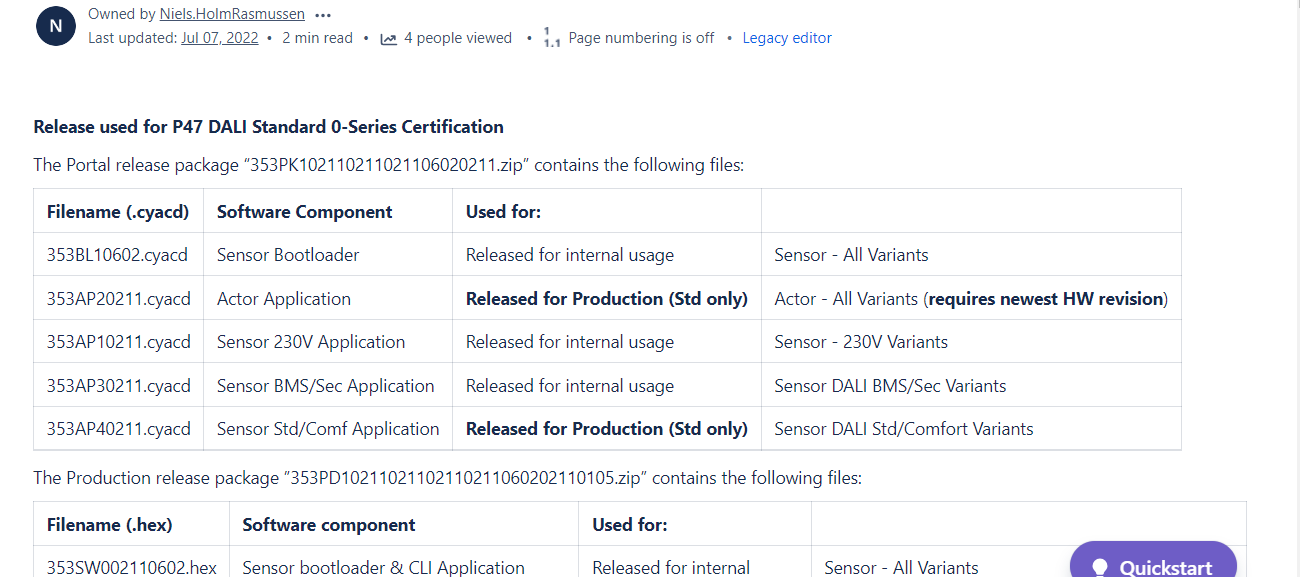 N
Owned by Niels.HolmRasmussen •••
Last updated: Jul 07, 2022 • 2 min read • 4 people viewed • 1 1.1 Page numbering is off • Legacy editor
Release used for P47 DALI Standard 0-Series Certification
The Portal release package “353PK102110211021106020211.zip” contains the following files:
Filename (.cyacd) Software Component Used for:
353BL10602.cyacd Sensor Bootloader Released for internal usage Sensor - All Variants
353AP20211.cyacd Actor Application Released for Production (Std only) Actor - All Variants (requires newest HW revision)
353AP10211.cyacd Sensor 230V Application Released for internal usage Sensor - 230V Variants
353AP30211.cyacd Sensor BMS/Sec Application Released for internal usage Sensor DALI BMS/Sec Variants
353AP40211.cyacd Sensor Std/Comf Application Released for Production (Std only) Sensor DALI Std/Comfort Variants
The Production release package “353PD10211021102110211060202110105.zip” contains the following files:
Filename (.hex) Software component Used for:
353SW002110602.hex Sensor bootloader & CLI Application Released for internal Sensor - All Variants
Quickstart